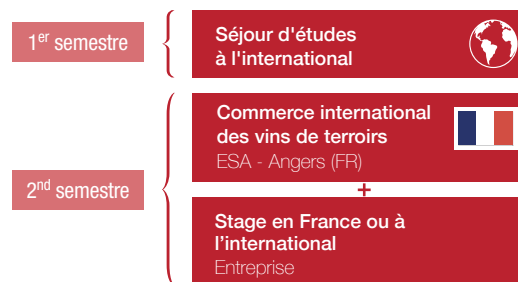 1er semestre
Séjour d'études
à l'international
2nd semestre
Commerce international
des vins de terroirs
ESA - Angers (FR)
+
Stage en France ou à
l'international
Entreprise